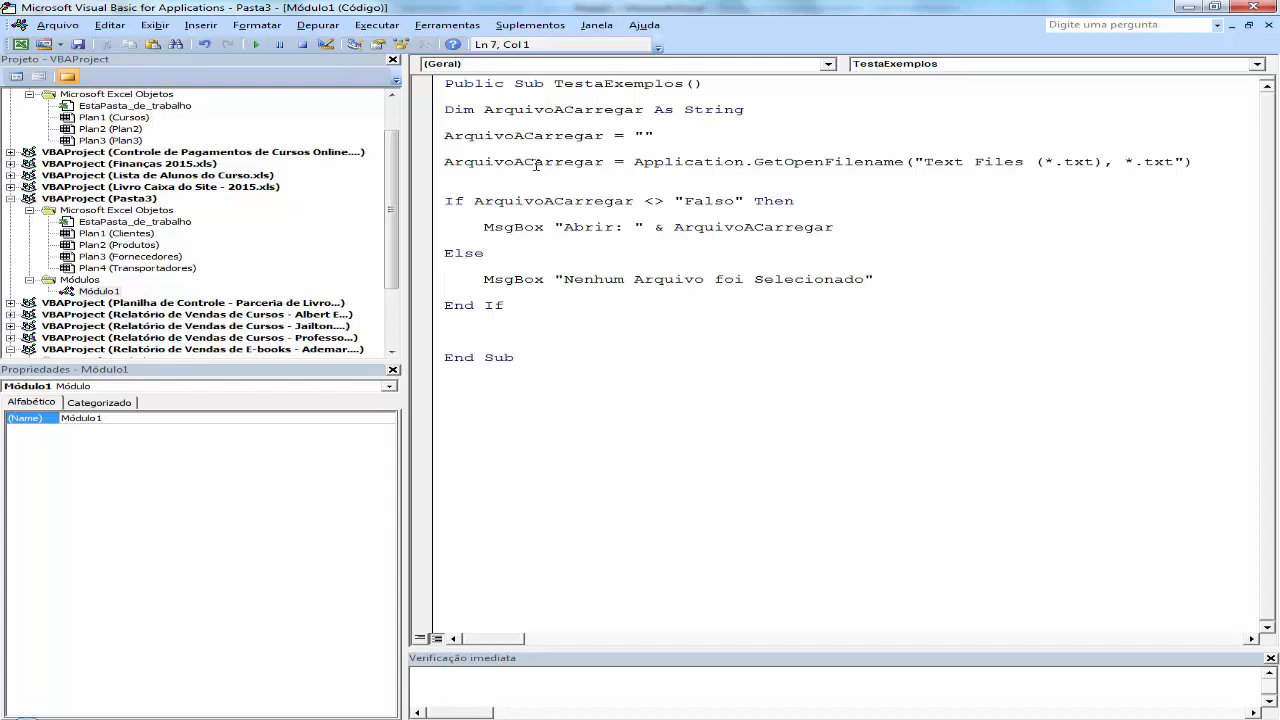 Microsoft Visual Basic for Applications - Pasta3 - [Módulo1 (Código)]
Arquivo Editar Exibir Inserir Formatar Depurar Executar Ferramentas Suplementos Janela Ajuda
Digite uma pergunta
Ln 7, Col 1
Projeto - VBAProject
Microsoft Excel Objetos
EstaPasta_de_trabalho
Plan1 (Cursos)
Plan2 (Plan2)
Plan3 (Plan3)
VBAProject (Controle de Pagamentos de Cursos Online....
VBAProject (Finanças 2015.xls)
VBAProject (Lista de Alunos do Curso.xls)
VBAProject (Livro Caixa do Site - 2015.xls)
VBAProject (Pasta3)
Microsoft Excel Objetos
EstaPasta_de_trabalho
Plan1 (Clientes)
Plan2 (Produtos)
Plan3 (Fornecedores)
Plan4 (Transportadores)
Módulos
Módulo1
VBAProject (Planilha de Controle - Parceria de Livro...)
VBAProject (Relatório de Vendas de Cursos - Albert E...)
VBAProject (Relatório de Vendas de Cursos - Jailton....)
VBAProject (Relatório de Vendas de Cursos - Professo...)
VBAProject (Relatório de Vendas de E-books - Ademar....)
Propriedades - Módulo1
Módulo1 Módulo
Alfabético Categorizado
(Name) Módulo1
(Geral)
TestaExemplos
Public Sub TestaExemplos()
Dim ArquivoACarregar As String
ArquivoACarregar = ""
ArquivoACarregar = Application.GetOpenFilename("Text Files (*.txt), *.txt")
If ArquivoACarregar <> "Falso" Then
MsgBox "Abrir: " & ArquivoACarregar
Else
MsgBox "Nenhum Arquivo foi Selecionado"
End If
End Sub
Verificação imediata